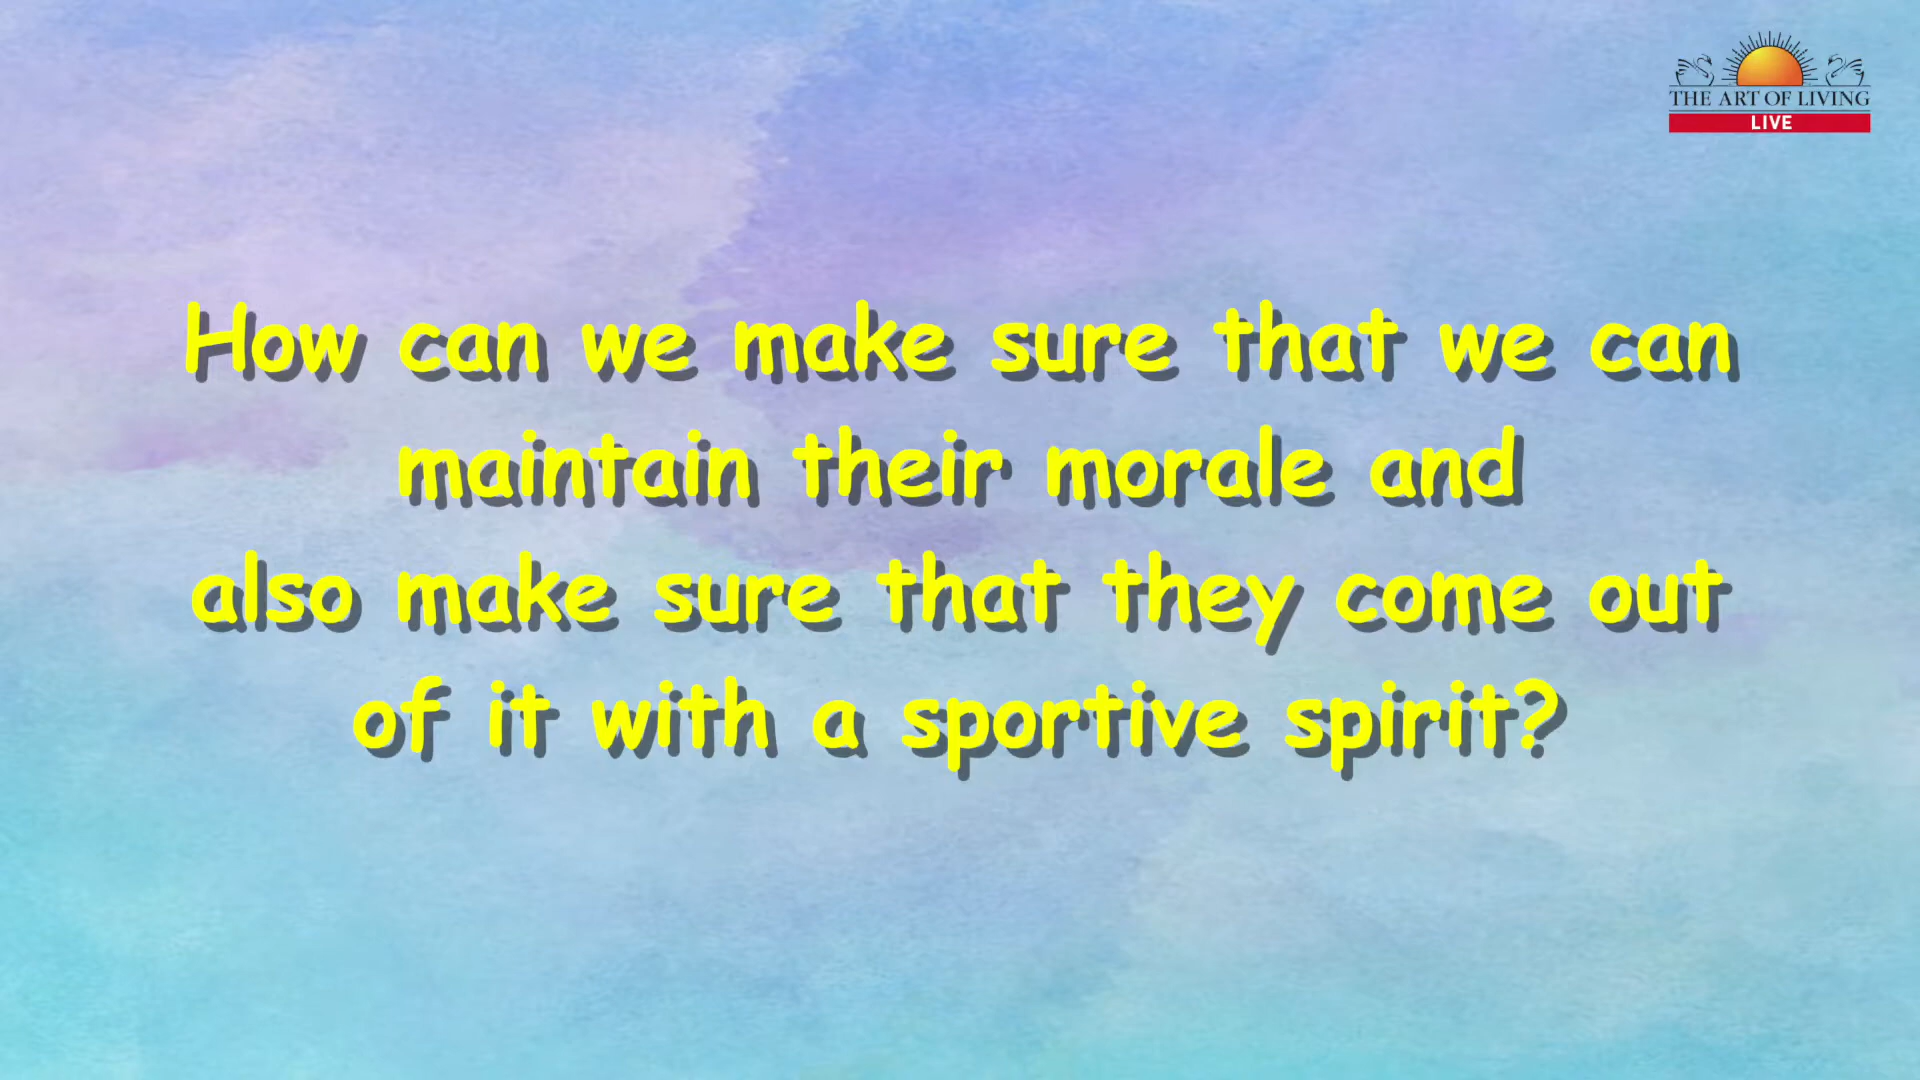 THE ART OF LIVING
LIVE
How can we make sure that we can
maintain their morale and
also make sure that they come out
of it with a sportive spirit?